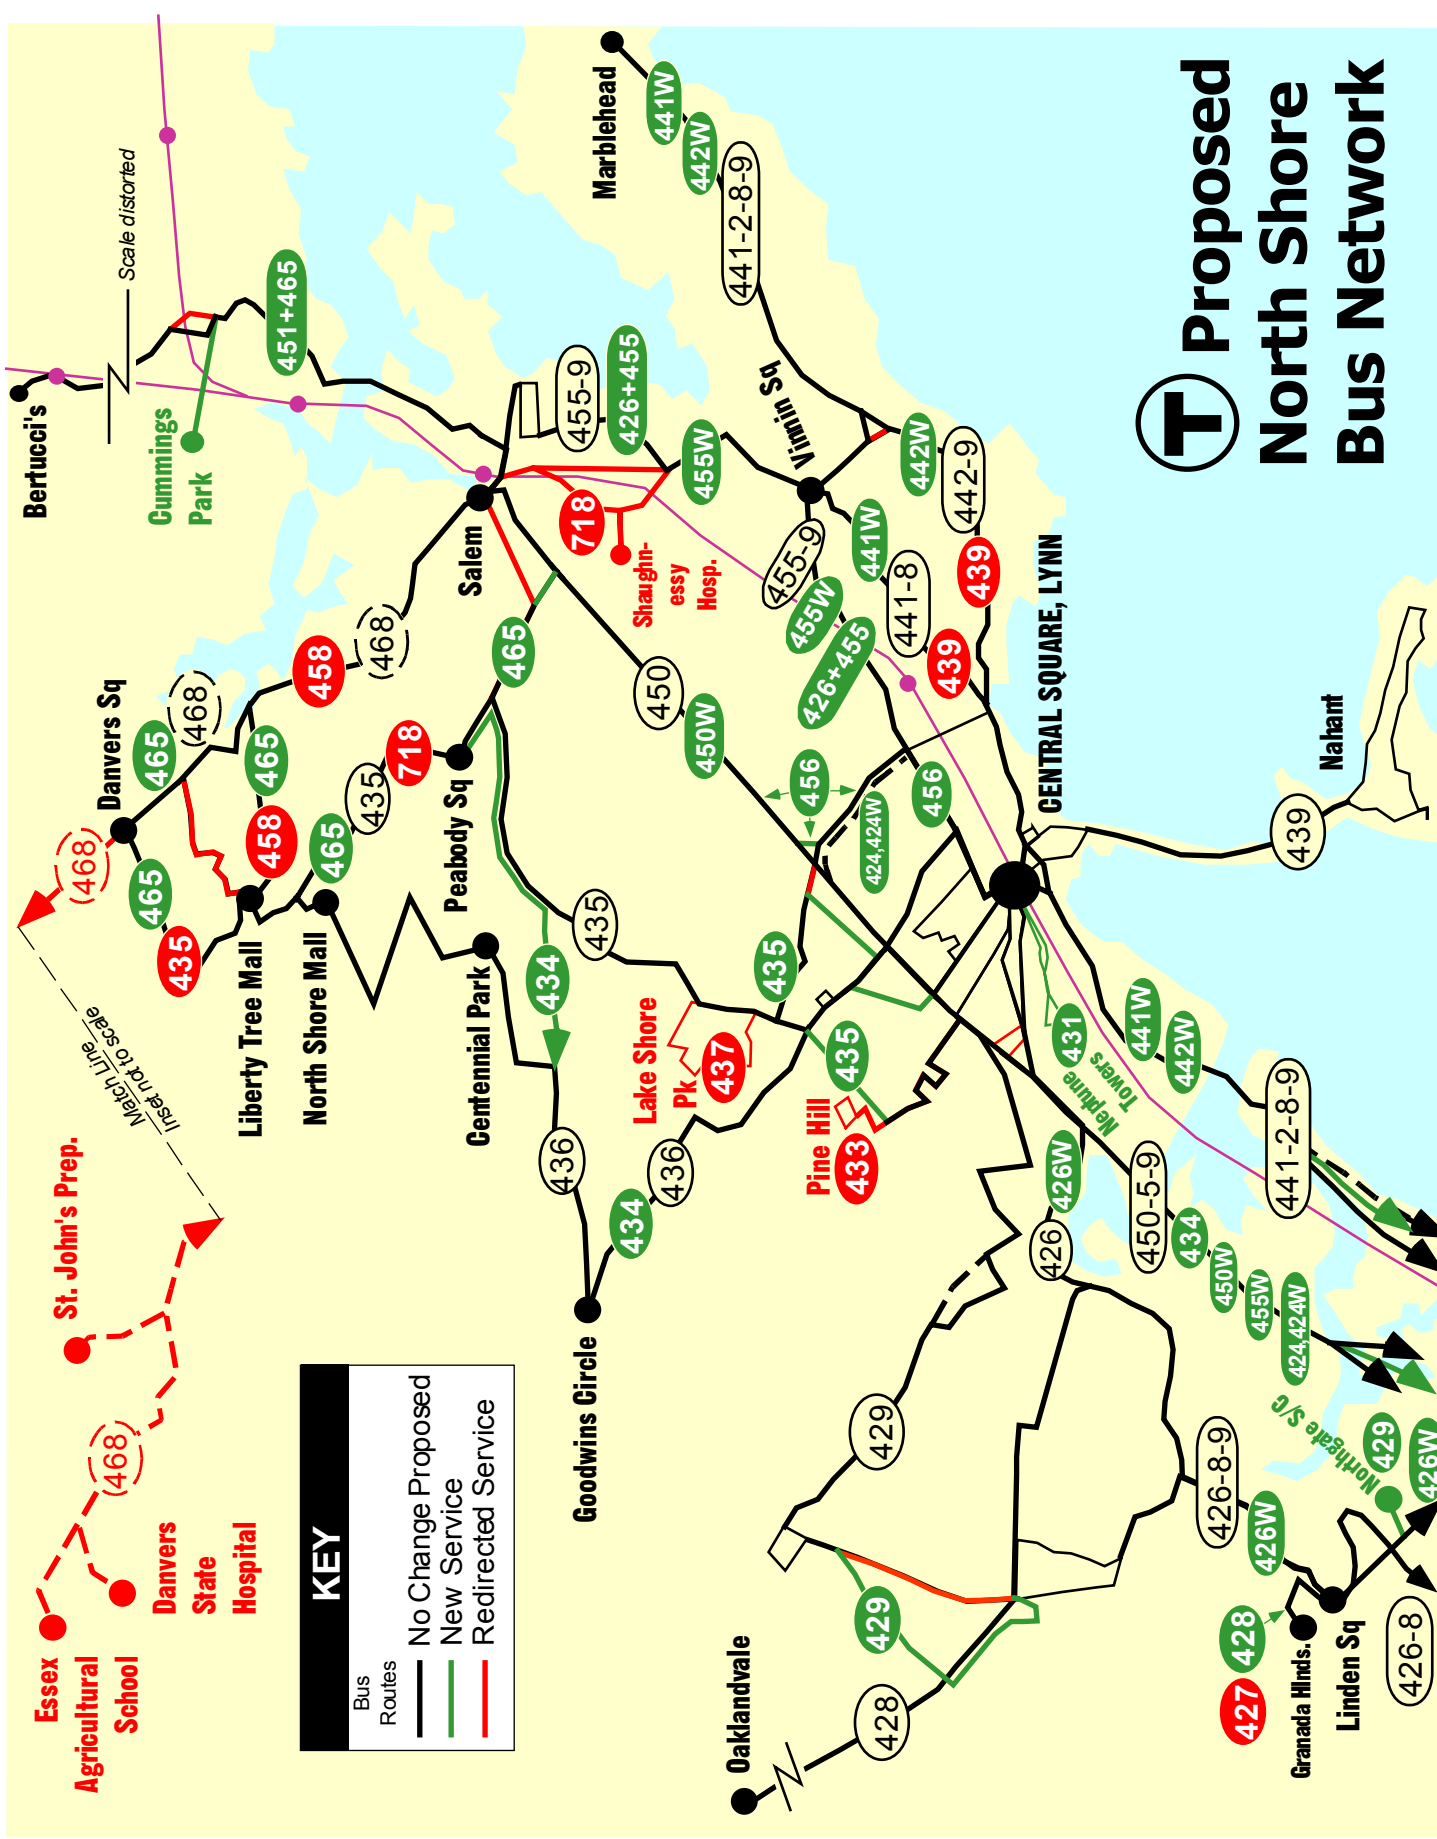 T Proposed
North Shore
Bus Network
KEY
Bus
Routes
No Change Proposed
New Service
Redirected Service
Essex
Agricultural
School
Danvers
State
Hospital
(468)
St. John's Prep.
Match Line
Inset not to scale
(468)
Danvers Sq
465
(468)
465
435
458
465
458
(468)
Liberty Tree Mall
North Shore Mall
465
435
718
Peabody Sq
465
Centennial Park
434
435
436
436
434
Goodwins Circle
Bertucci's
Cummings
Park
Scale distorted
451+465
Salem
718
Shaughn-
essy
Hosp.
455-9
426+455
455W
Marblehead
441W
442W
441-2-8-9
Vinnin Sq
442W
442-9
439
441W
441-8
439
455-9
455W
426+455
450
450W
456
424,424W
456
435
Lake Shore
Pk
437
435
Pine Hill
433
CENTRAL SQUARE, LYNN
Nahant
439
431
Neptune
Towers
441W
442W
441-2-8-9
426W
426
450-5-9
434
450W
455W
424,424W
429
429
Oaklandvale
428
426-8-9
426W
Northgate S/C
429
426W
427
428
Granada Hlnds.
Linden Sq
426-8